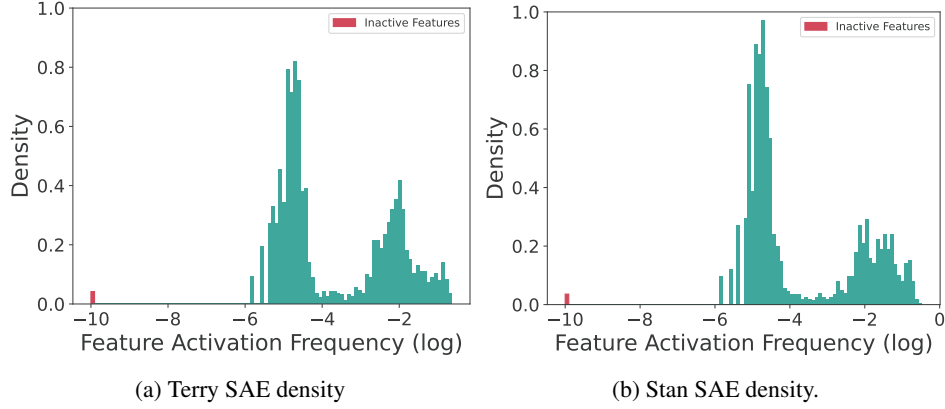 Inactive Features
1.0
0.8
0.6
0.4
0.2
0.0
Density
−10
−8
−6
−4
−2
Feature Activation Frequency (log)
(a) Terry SAE density
Inactive Features
1.0
0.8
0.6
0.4
0.2
0.0
Density
−10
−8
−6
−4
−2
0
Feature Activation Frequency (log)
(b) Stan SAE density.